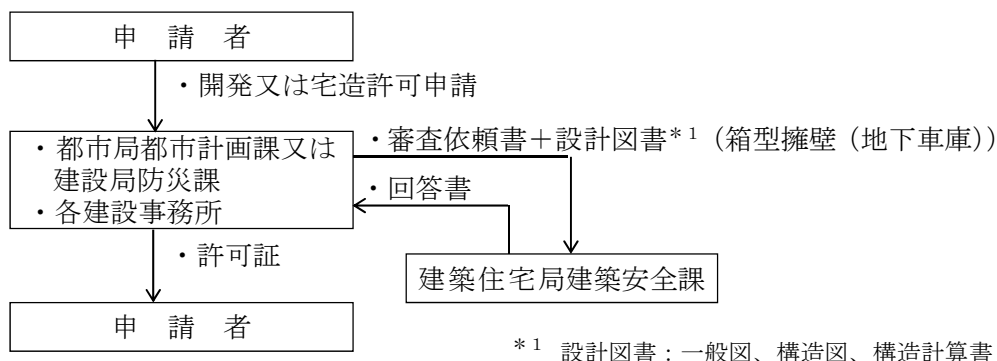 申 請 者
・開発又は宅造許可申請
・都市局都市計画課又は
建設局防災課
・各建設事務所
・審査依頼書＋設計図書＊１（箱型擁壁（地下車庫））
・回答書
・許可証
建築住宅局建築安全課
申 請 者
＊１ 設計図書：一般図、構造図、構造計算書